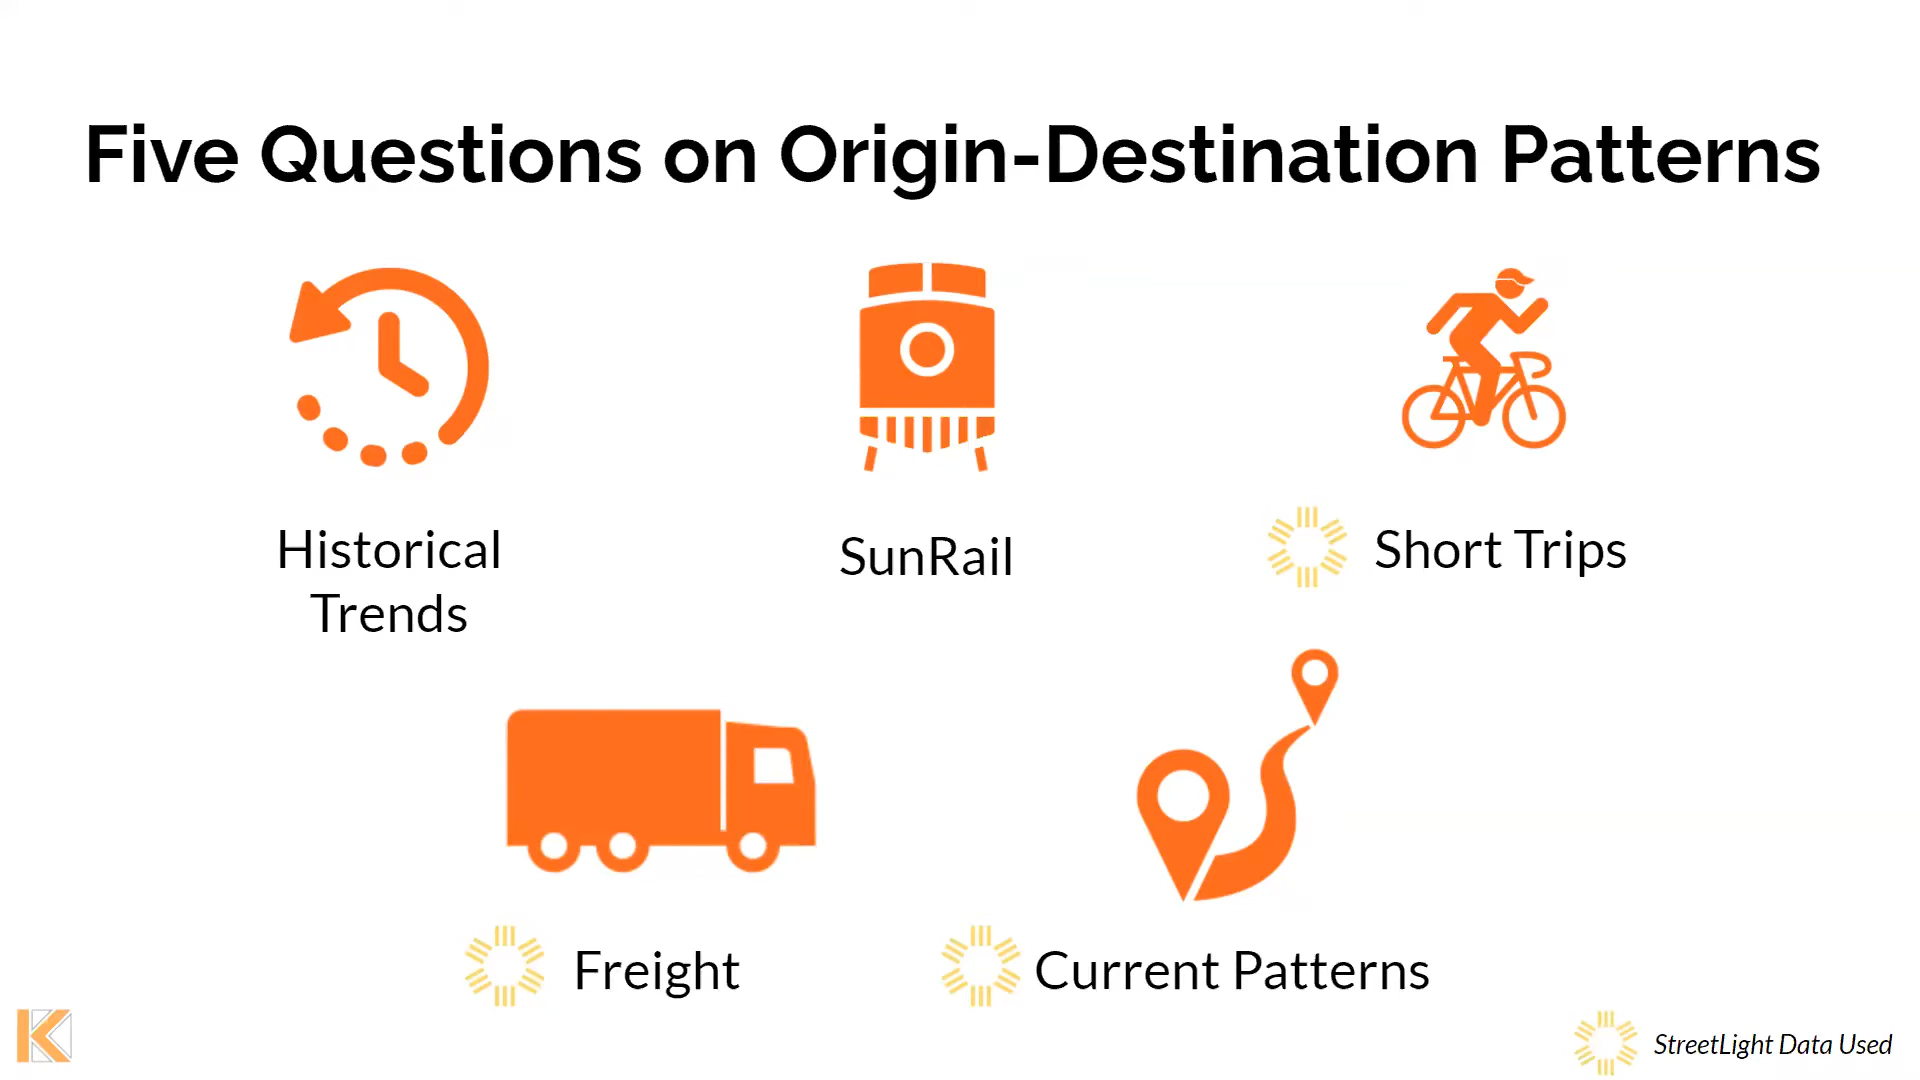 Five Questions on Origin-Destination Patterns
Historical
Trends
SunRail
Short Trips
Freight
Current Patterns
K
StreetLight Data Used